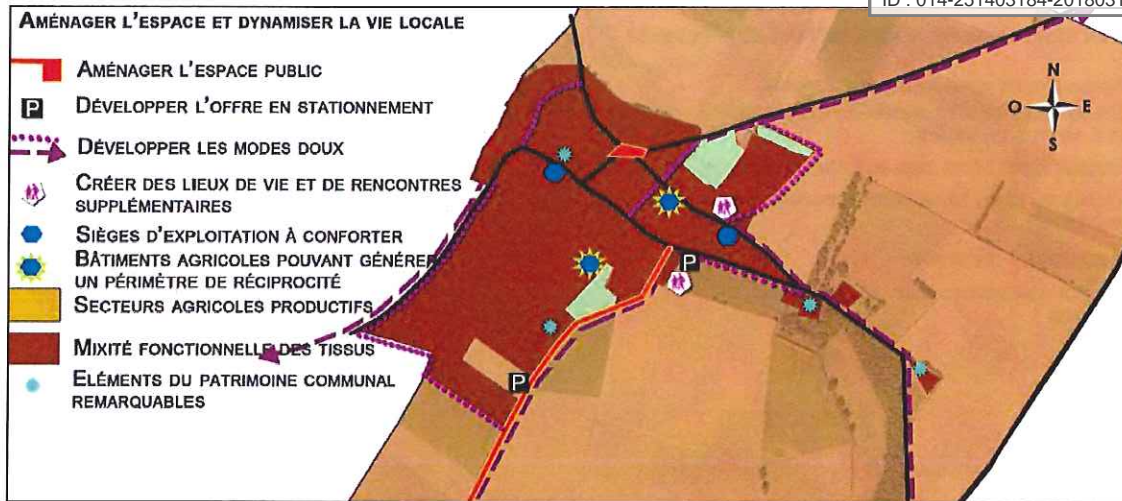 ID : 014-251403184-2018031
AMÉNAGER L'ESPACE ET DYNAMISER LA VIE LOCALE
AMÉNAGER L'ESPACE PUBLIC
P DÉVELOPPER L'OFFRE EN STATIONNEMENT
DÉVELOPPER LES MODES DOUX
CRÉER DES LIEUX DE VIE ET DE RENCONTRES
SUPPLÉMENTAIRES
SIÈGES D'EXPLOITATION À CONFORTER
BÂTIMENTS AGRICOLES POUVANT GÉNÉRER
UN PÉRIMÈTRE DE RÉCIPROCITÉ
SECTEURS AGRICOLES PRODUCTIFS
MIXITÉ FONCTIONNELLE DES TISSUS
ELÉMENTS DU PATRIMOINE COMMUNAL
REMARQUABLES
N
O E
S
P
P